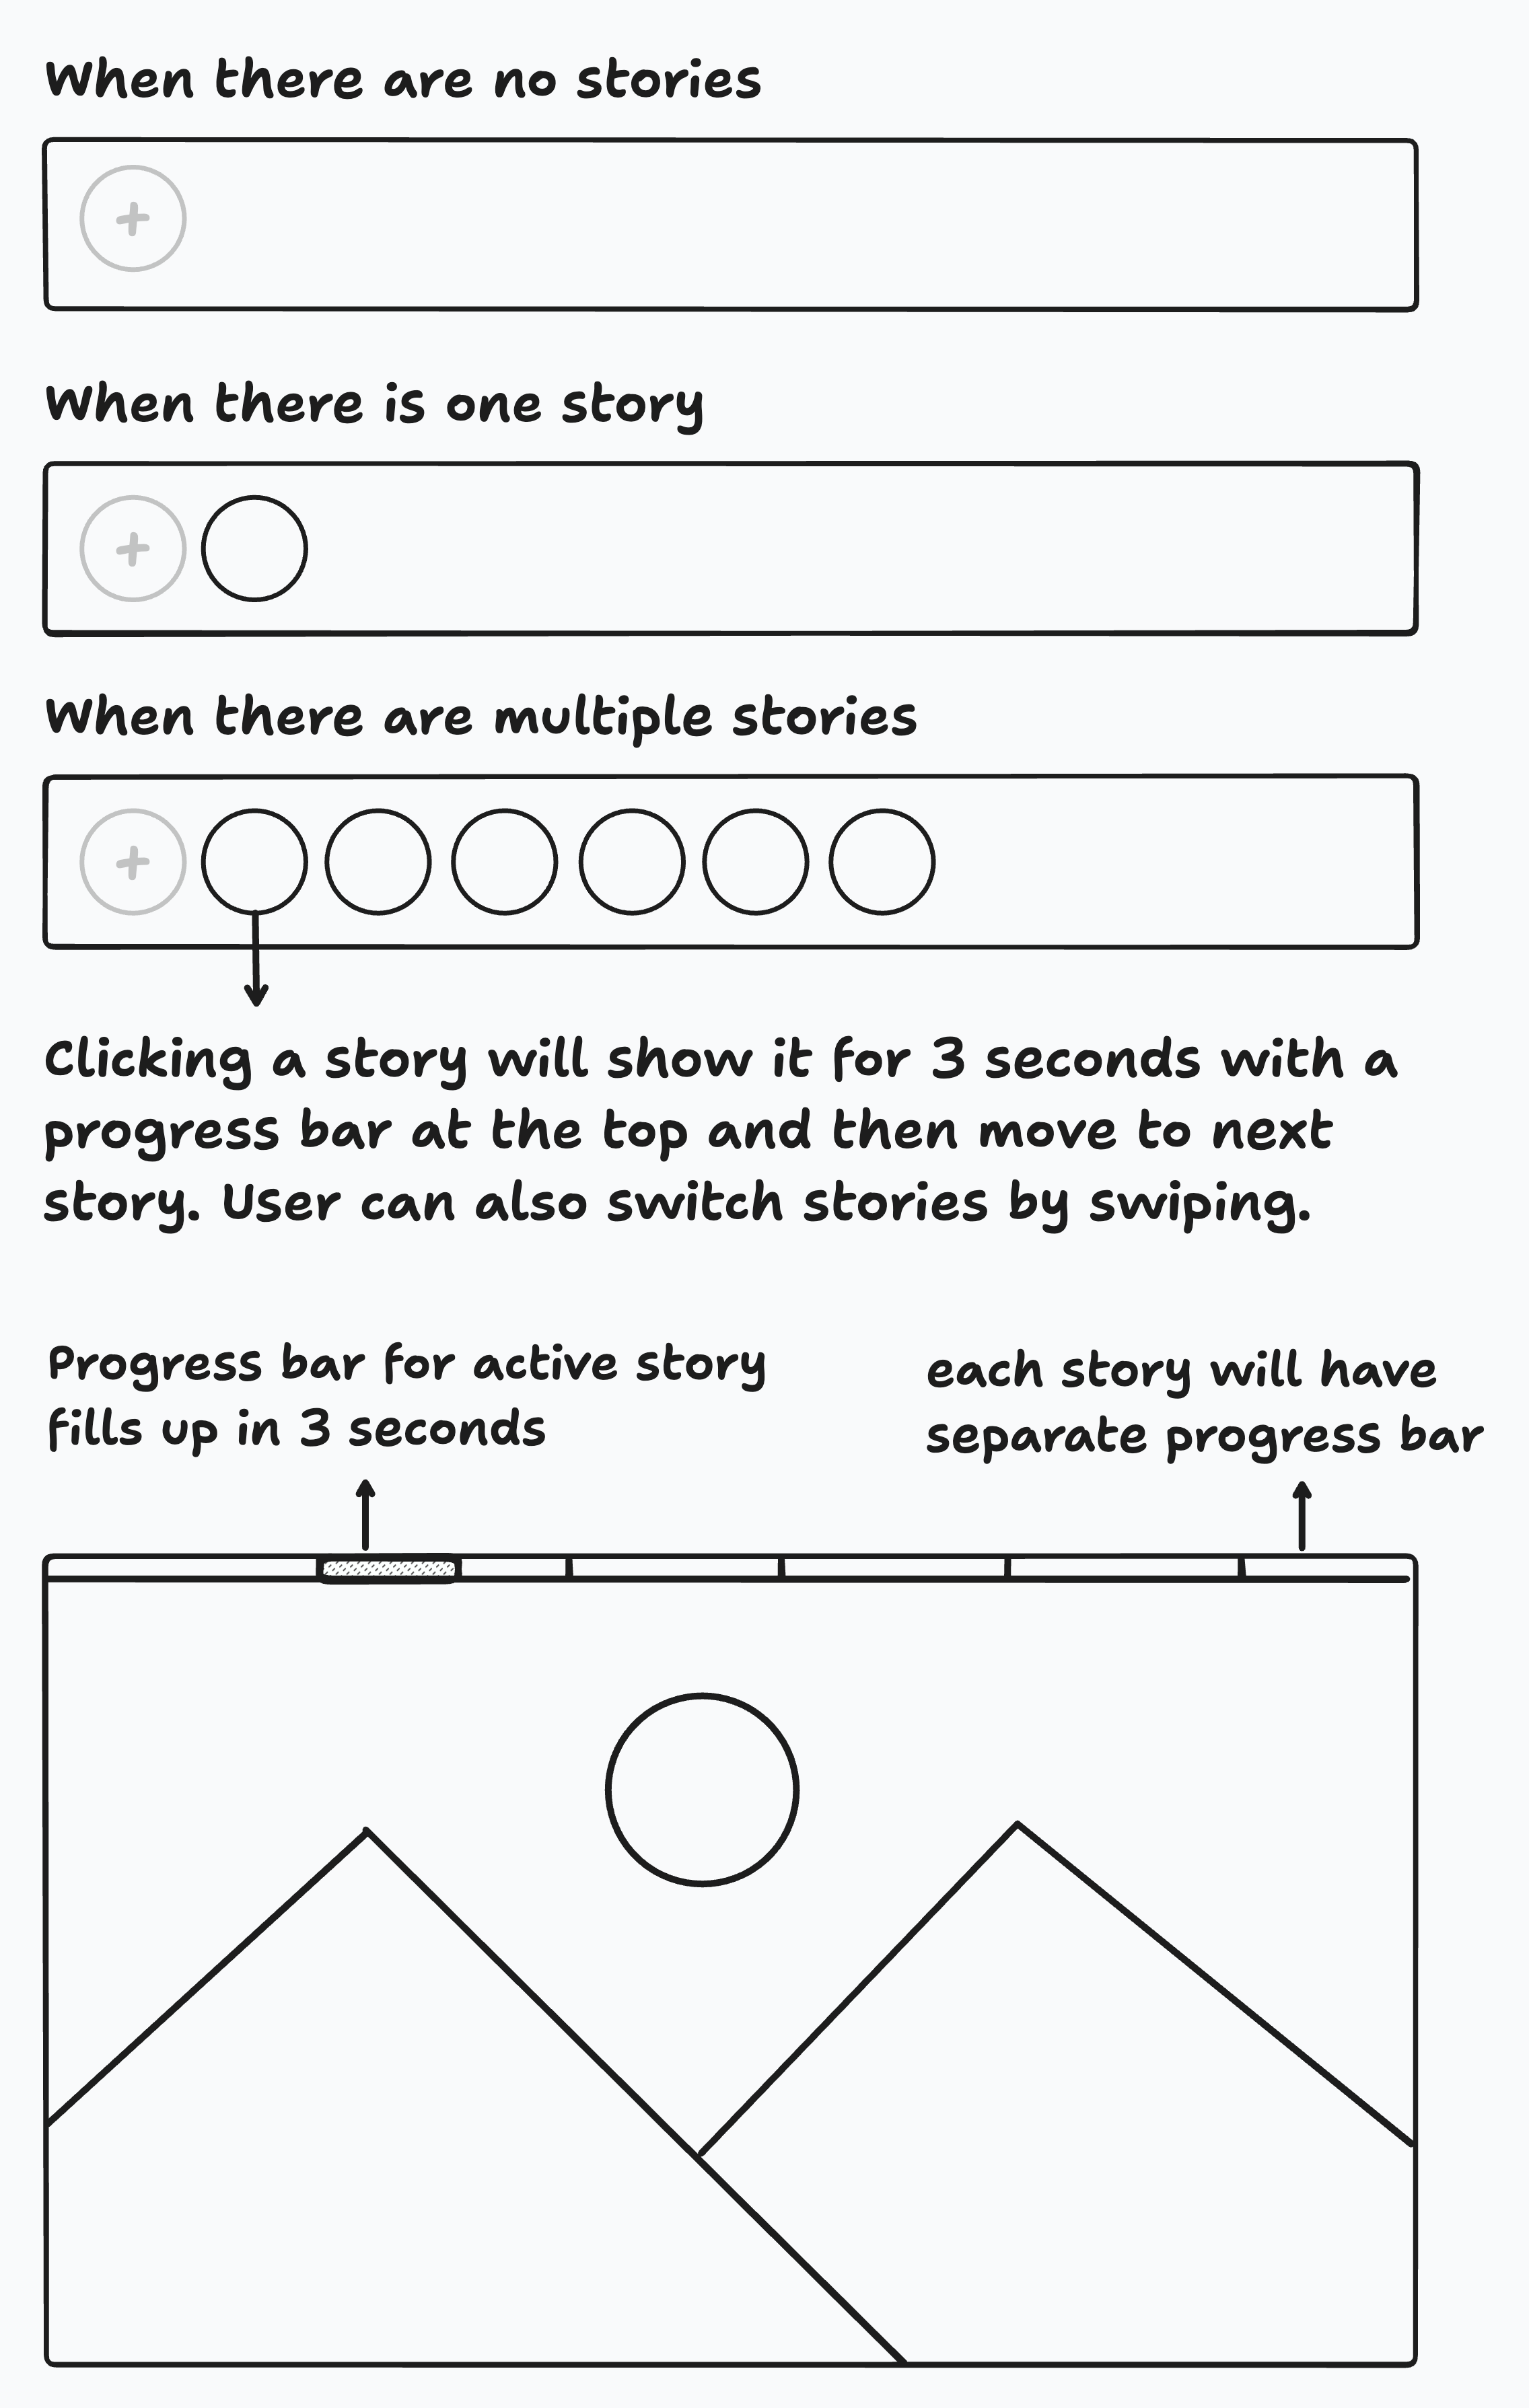 When there are no stories
+
When there is one story
+
When there are multiple stories
+
Clicking a story will show it for 3 seconds with a
progress bar at the top and then move to next
story. User can also switch stories by swiping.
Progress bar for active story
fills up in 3 seconds
each story will have
separate progress bar